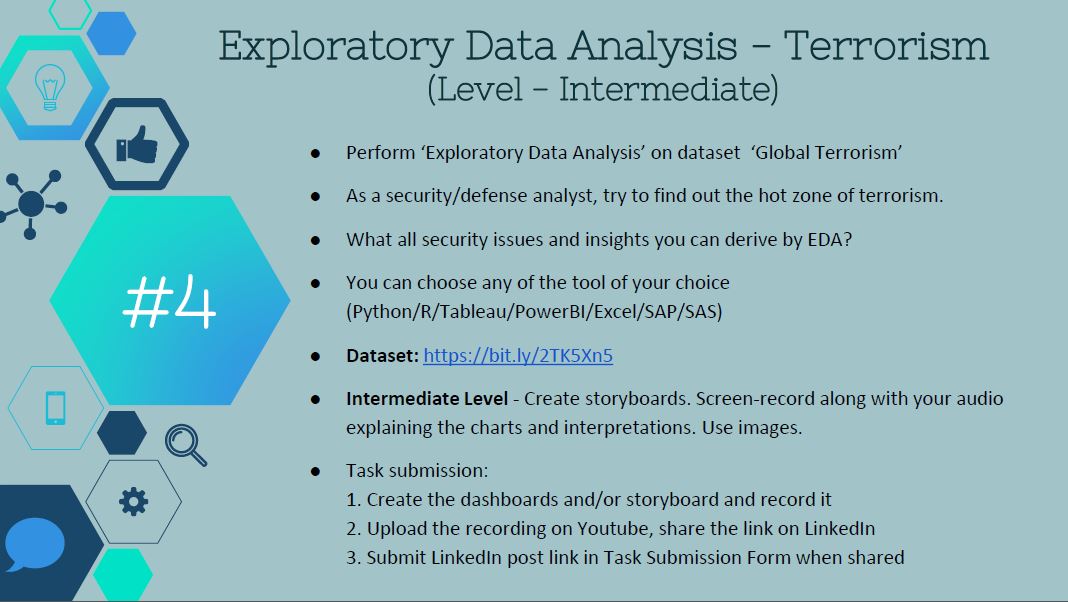 Exploratory Data Analysis – Terrorism
(Level – Intermediate)
● Perform ‘Exploratory Data Analysis’ on dataset ‘Global Terrorism’
● As a security/defense analyst, try to find out the hot zone of terrorism.
● What all security issues and insights you can derive by EDA?
● You can choose any of the tool of your choice
(Python/R/Tableau/PowerBI/Excel/SAP/SAS)
#4
● Dataset: https://bit.ly/2TK5Xn5
● Intermediate Level - Create storyboards. Screen-record along with your audio
explaining the charts and interpretations. Use images.
● Task submission:
1. Create the dashboards and/or storyboard and record it
2. Upload the recording on Youtube, share the link on LinkedIn
3. Submit LinkedIn post link in Task Submission Form when shared